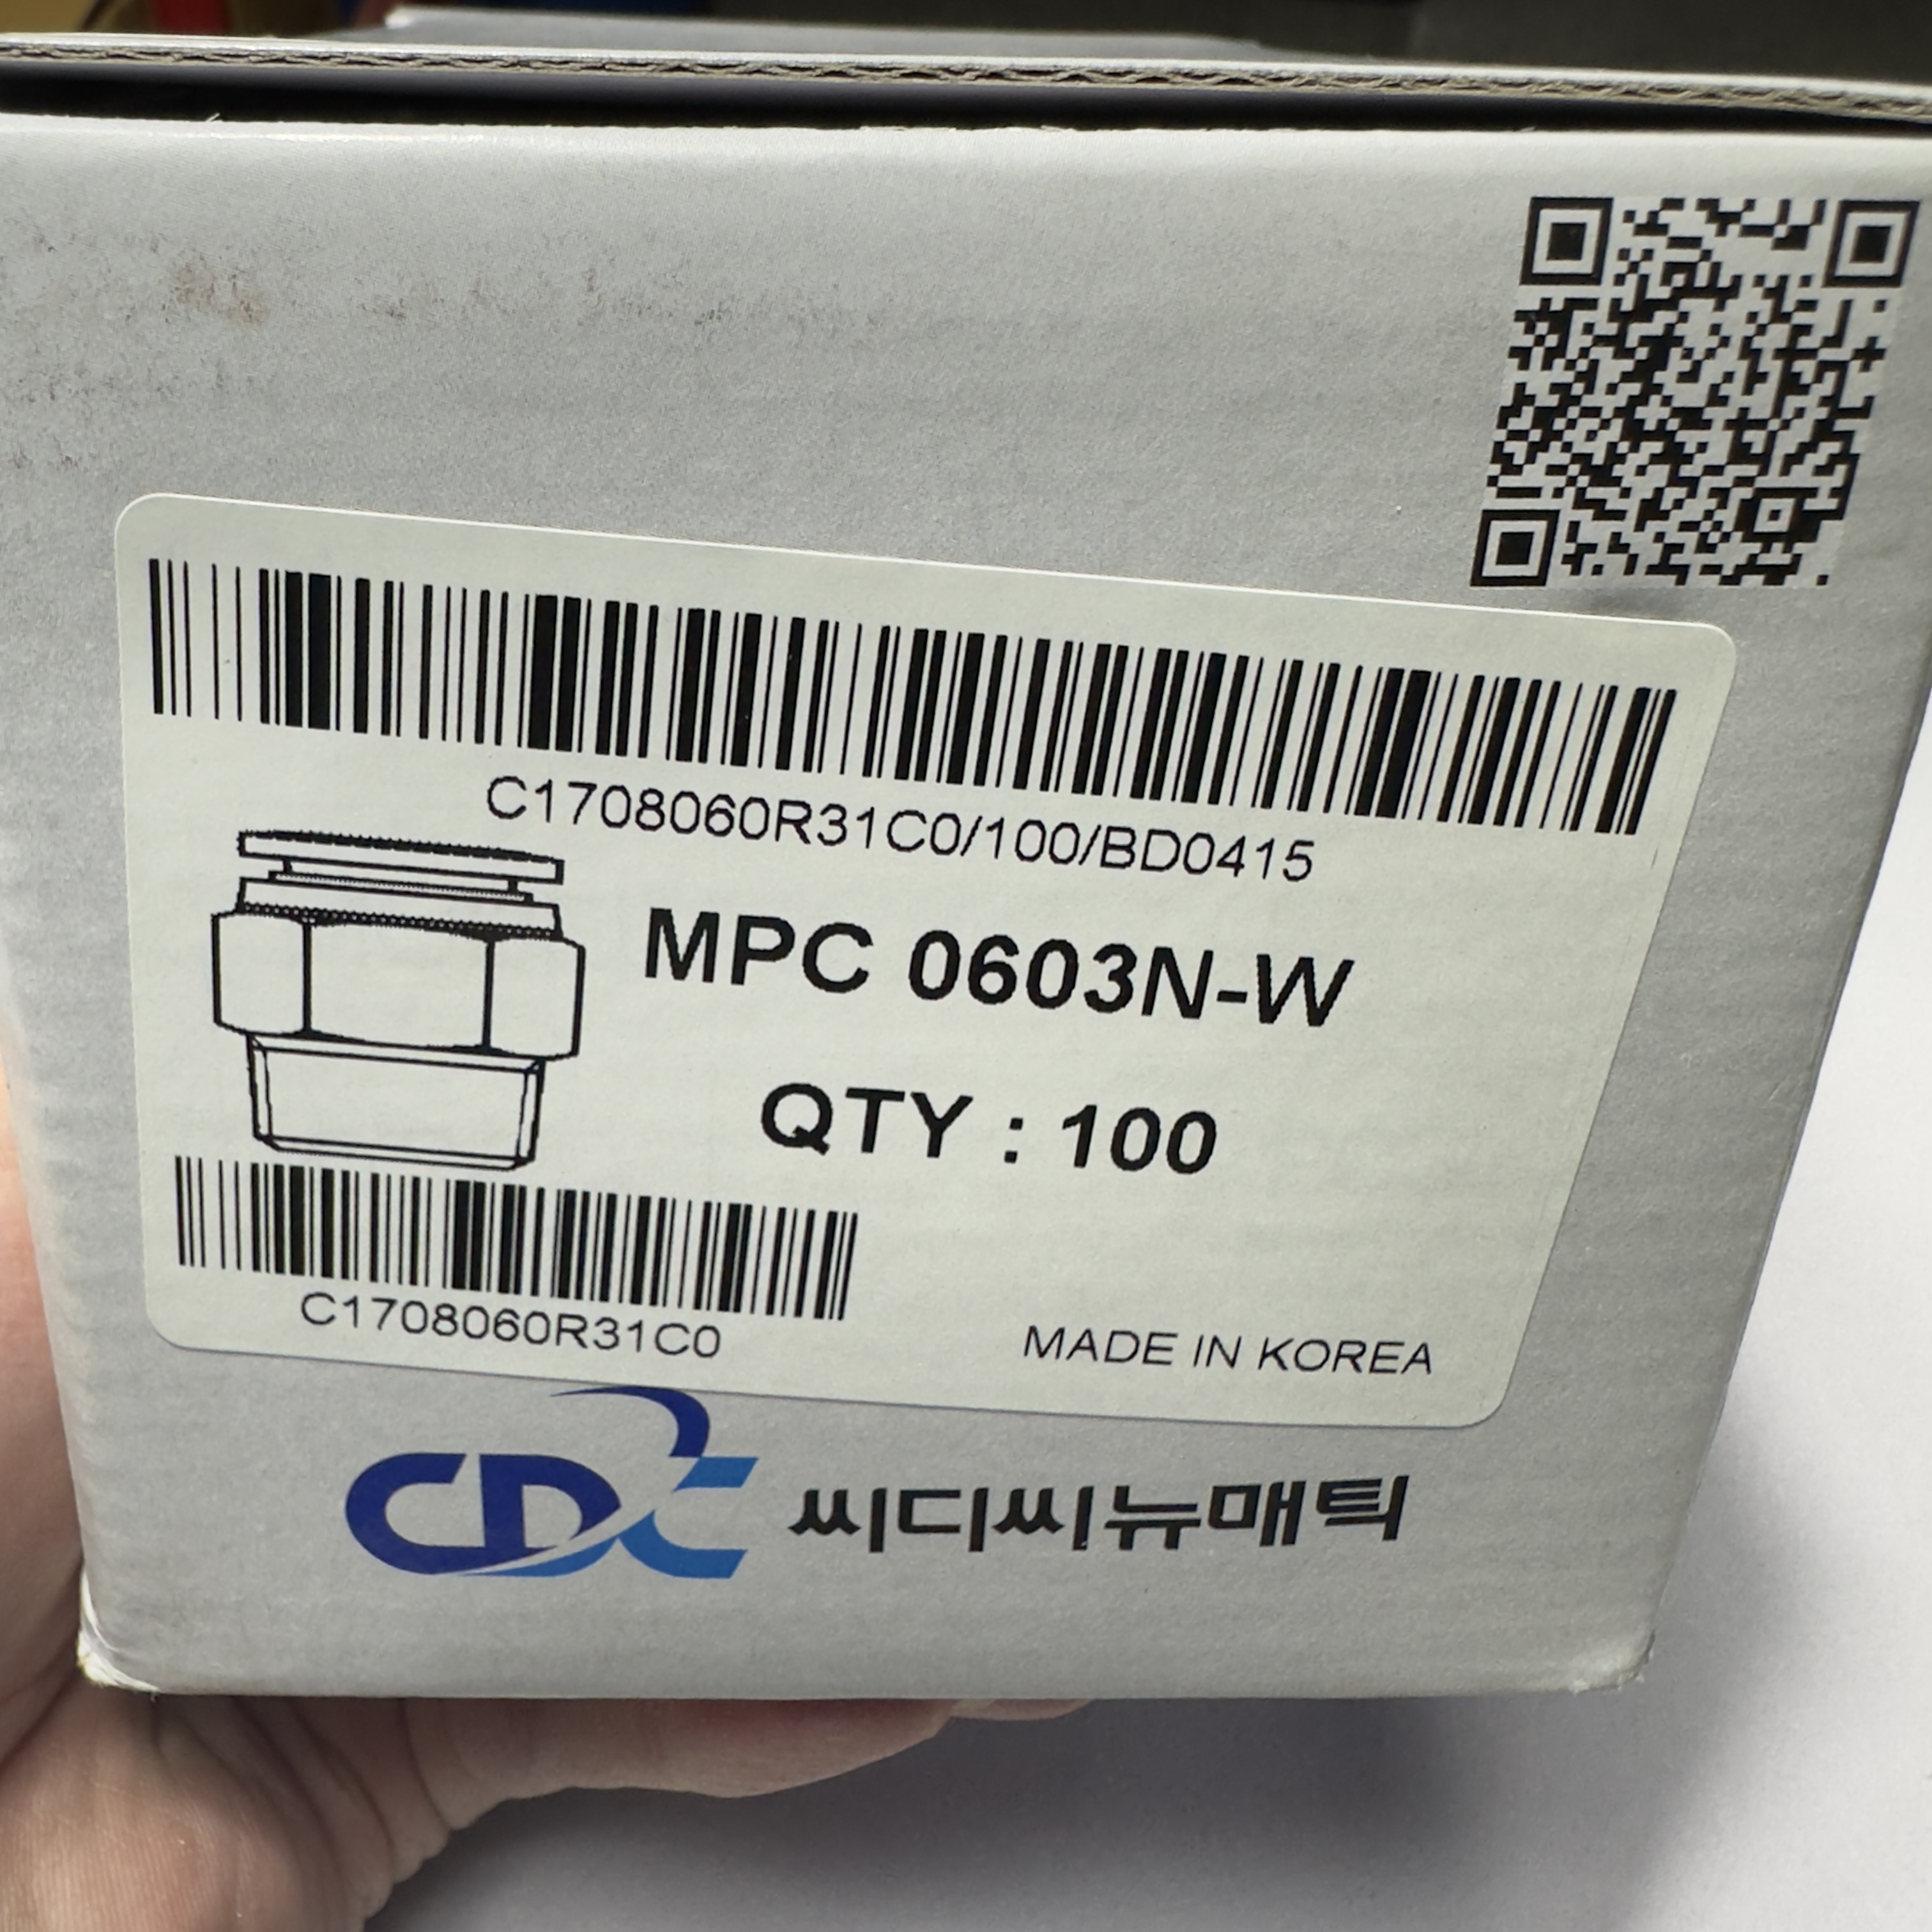 C1708060R31C0/100/BD0415
MPC 0603N-W
QTY : 100
C1708060R31C0
MADE IN KOREA
CDC 씨디씨뉴매틱